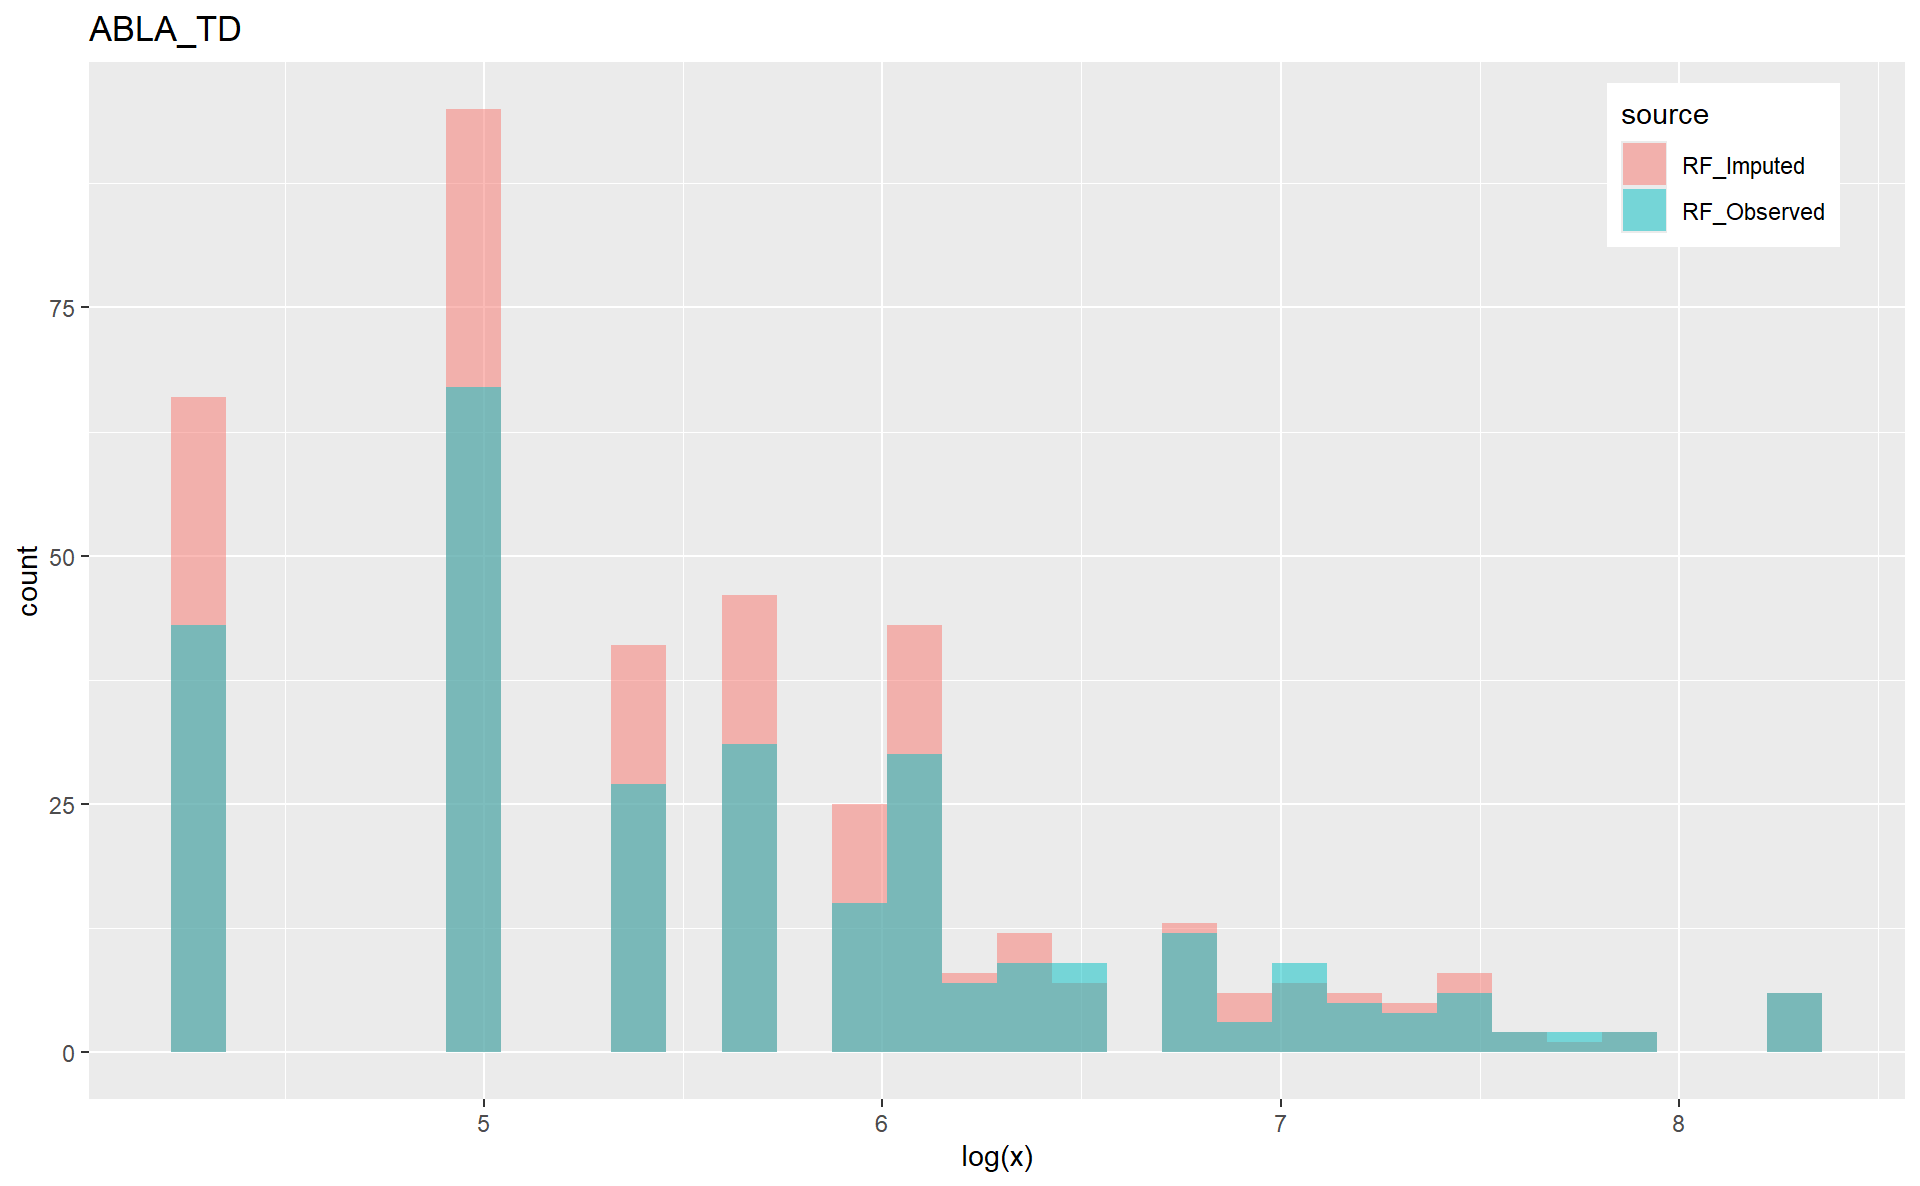 ABLA_TD
source
RF_Imputed
RF_Observed
count
75
50
25
0
5
6
7
8
log(x)